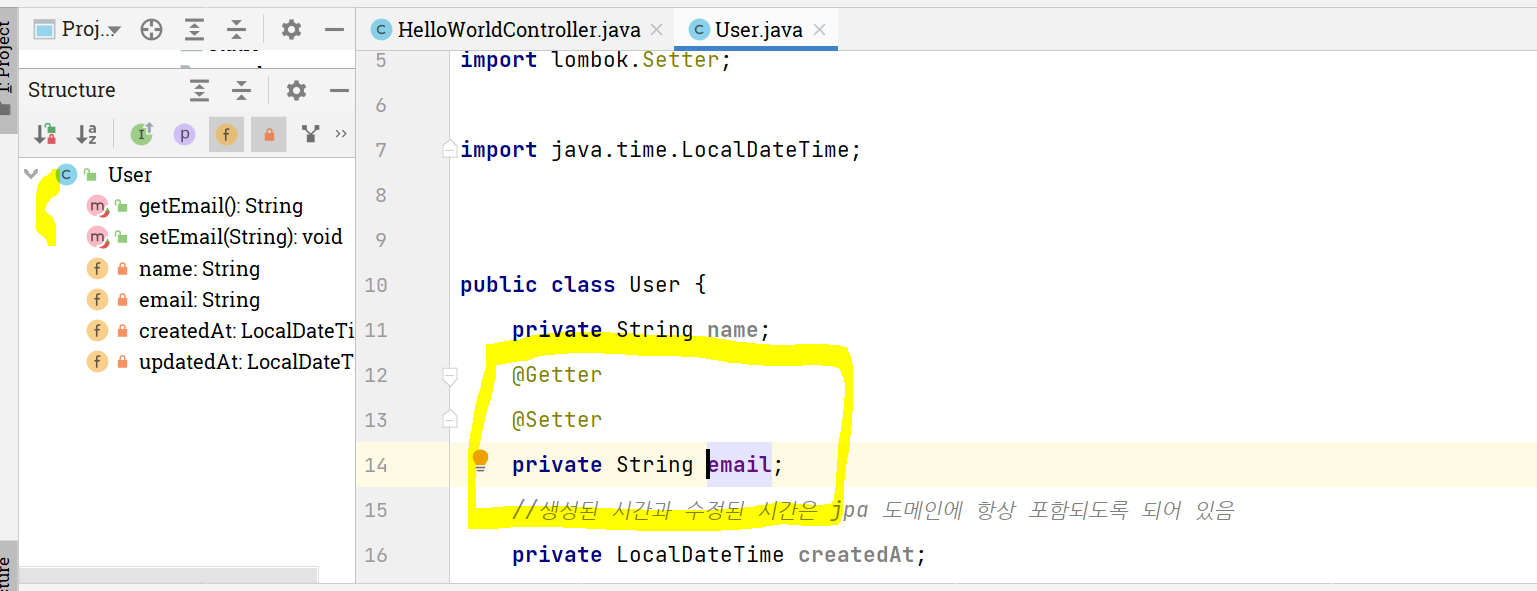 Proj...
HelloWorldController.java
User.java
Project
Structure
User
getEmail(): String
setEmail(String): void
name: String
email: String
createdAt: LocalDateTi
updatedAt: LocalDateT
5 import lombok.Setter;
6
7 import java.time.LocalDateTime;
8
9
10 public class User {
11 private String name;
12 @Getter
13 @Setter
14 private String email;
15 //생성된 시간과 수정된 시간은 jpa 도메인에 항상 포함되도록 되어 있음
16 private LocalDateTime createdAt;